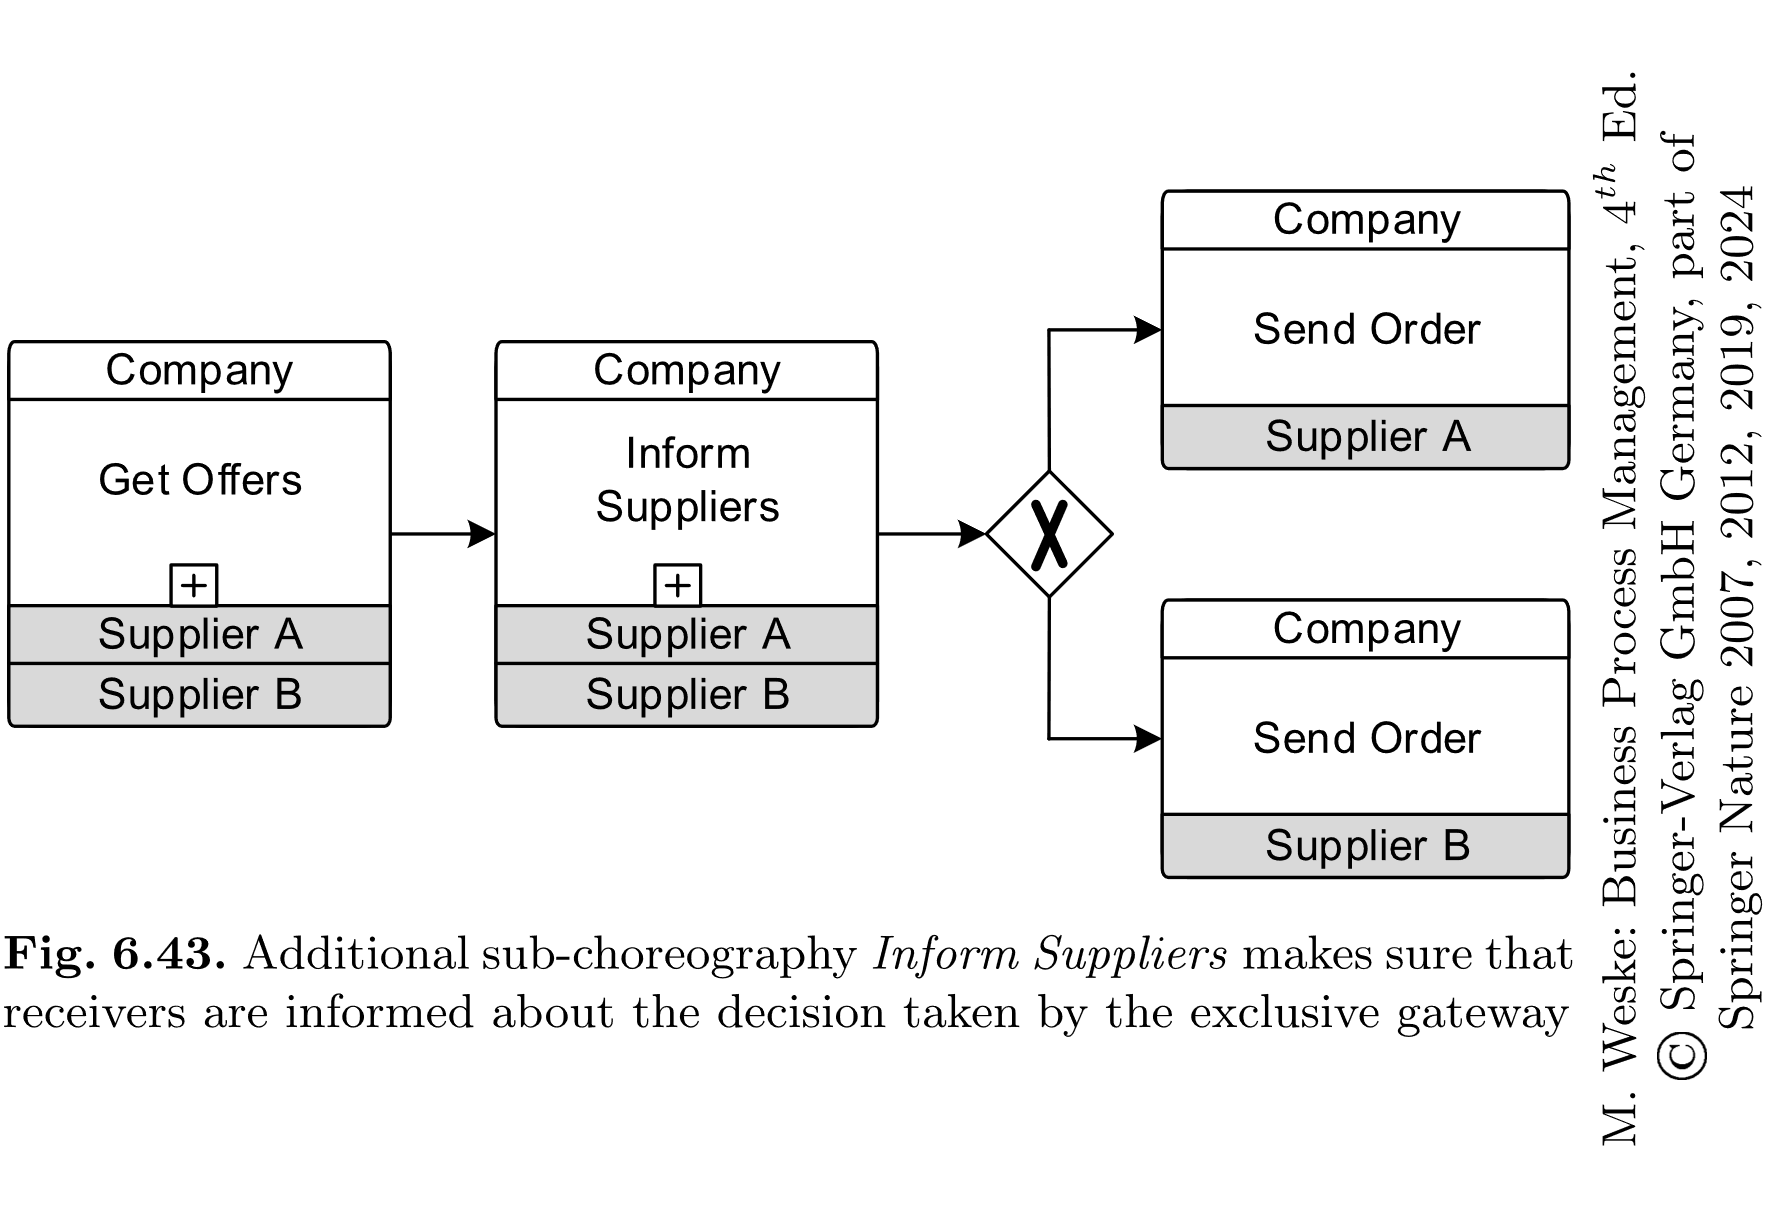 Company
Get Offers
+
Supplier A
Supplier B
Company
Inform
Suppliers
+
Supplier A
Supplier B
X
Company
Send Order
Supplier A
Company
Send Order
Supplier B
Fig. 6.43. Additional sub-choreography Inform Suppliers makes sure that
receivers are informed about the decision taken by the exclusive gateway
M. Weske: Business Process Management, 4th Ed.
© Springer-Verlag GmbH Germany, part of
Springer Nature 2007, 2012, 2019, 2024